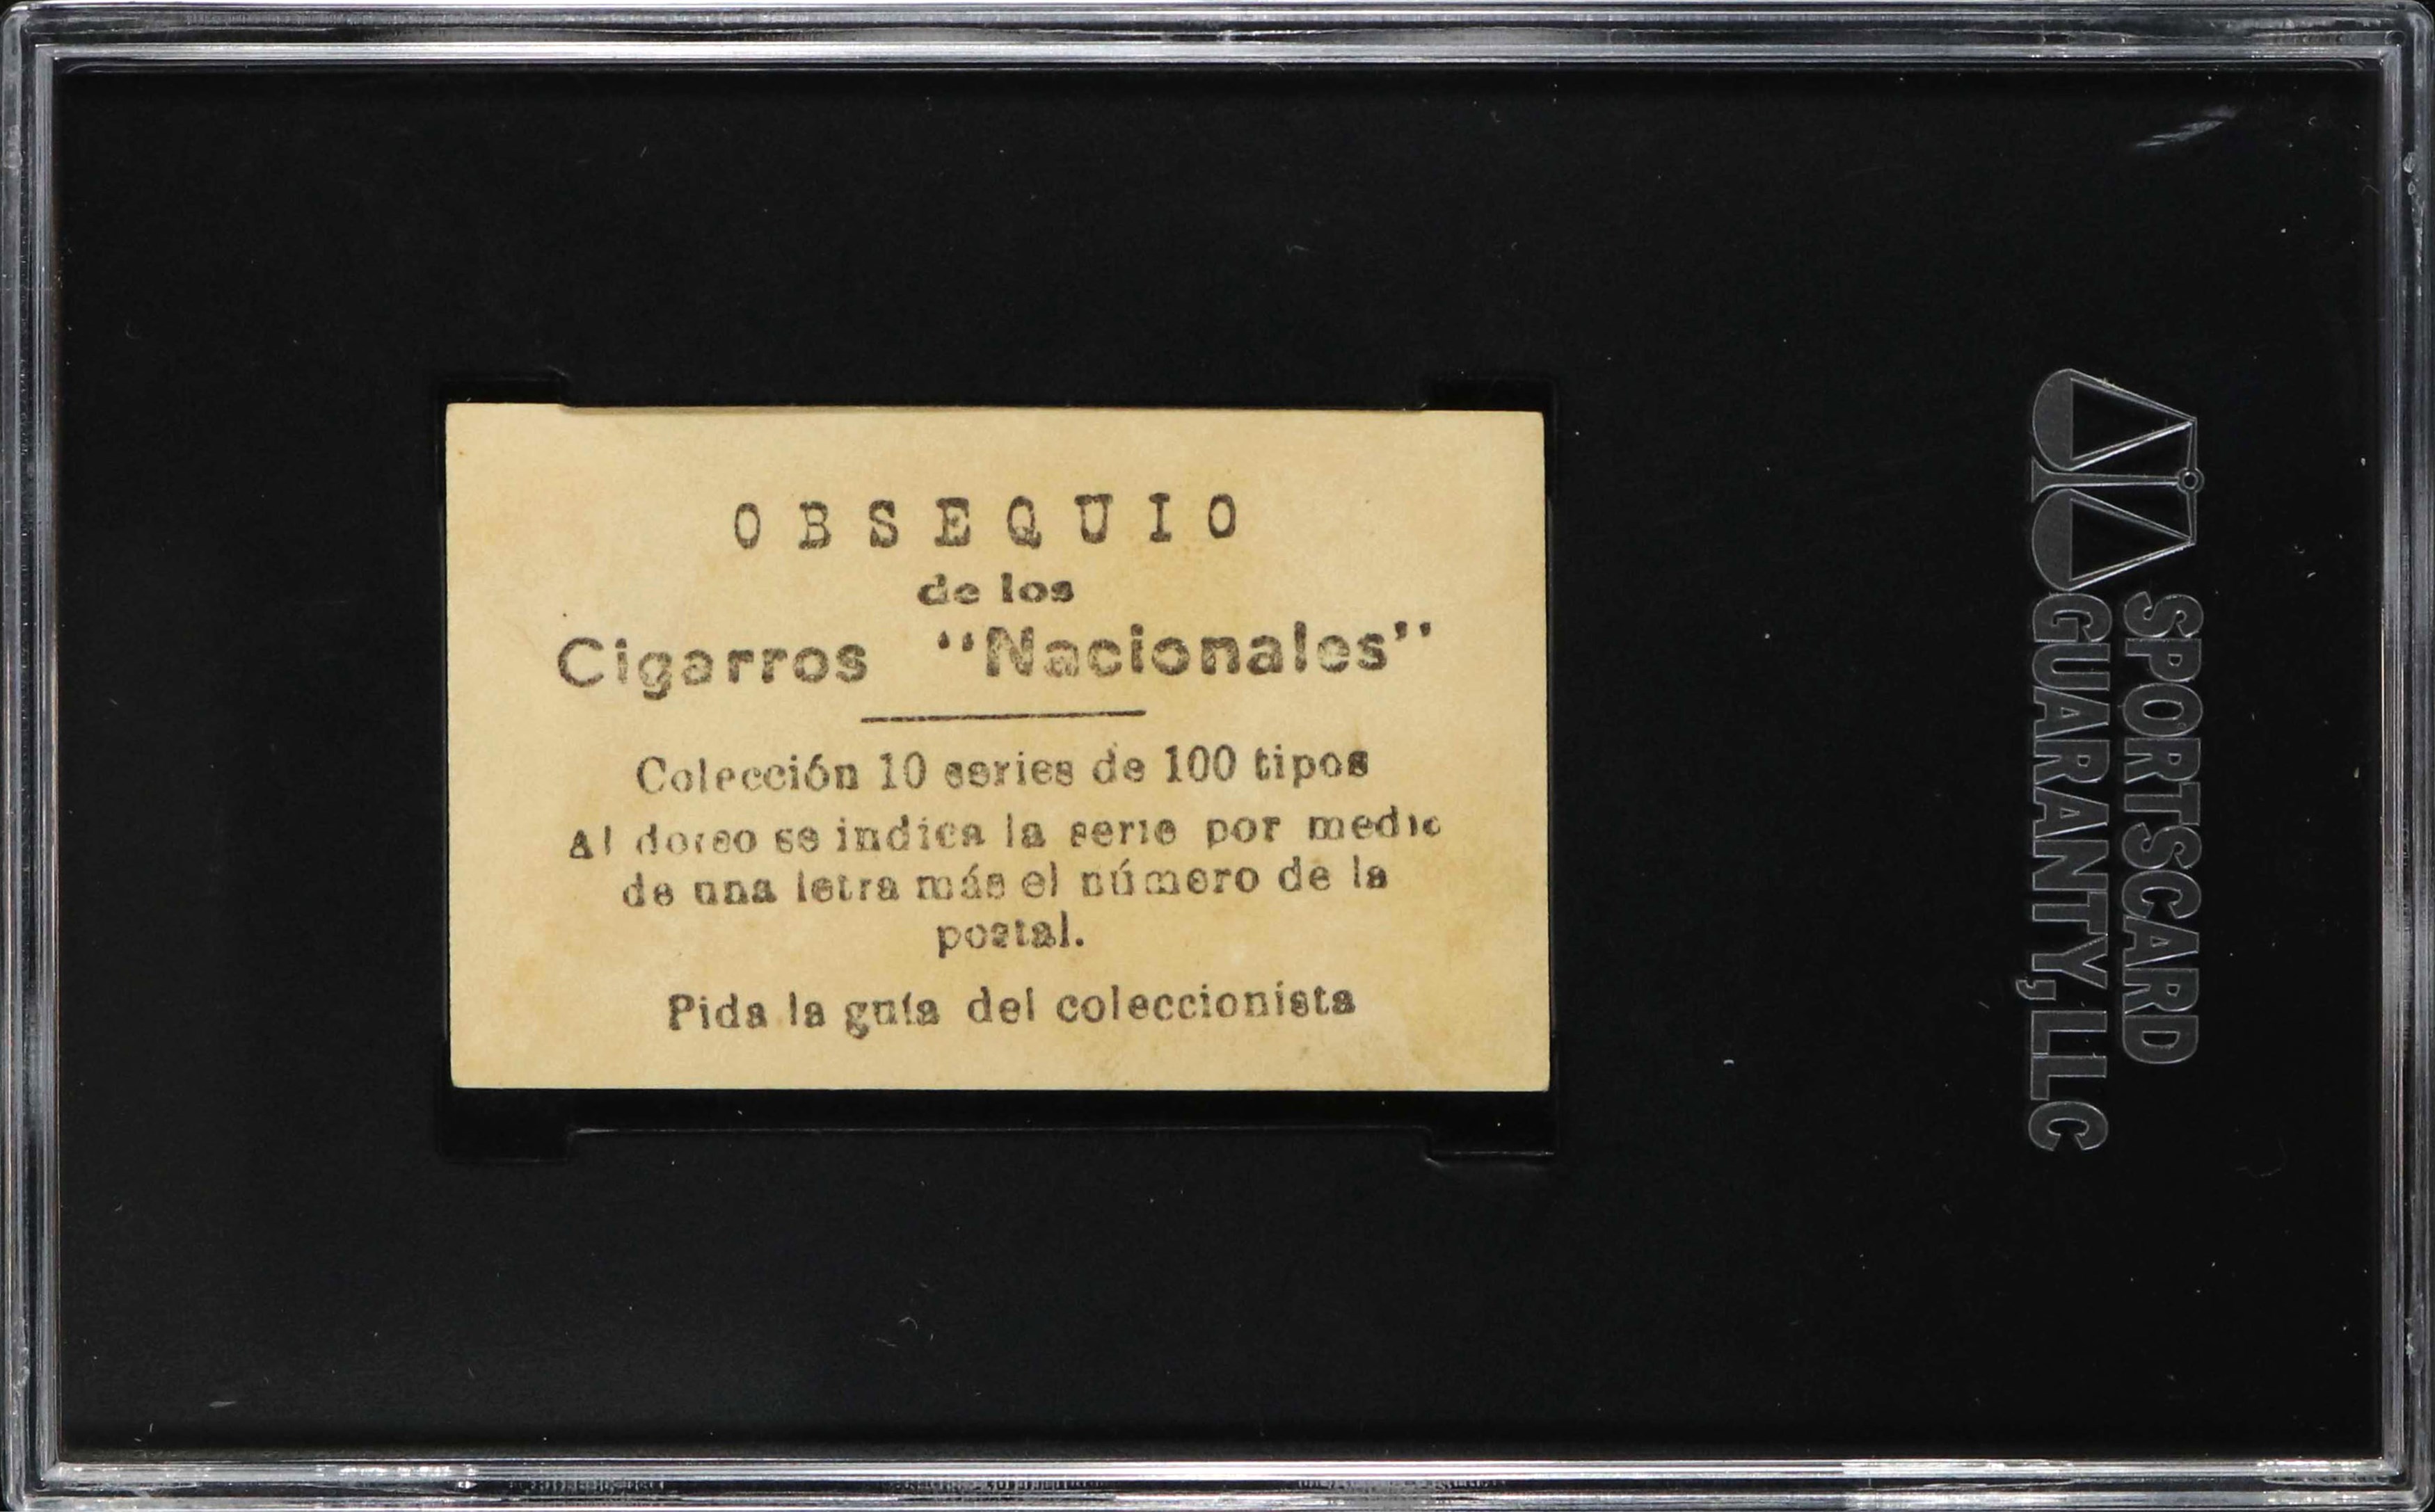 OBSEQUIO
de los
Cigarros "Nacionales"
Colección 10 series de 100 tipos
Al dorso se indica la serie por medio
de una letra más el número de la
postal.
Pida la guía del coleccionista
SPORTSCARD
GUARANTY, LLC